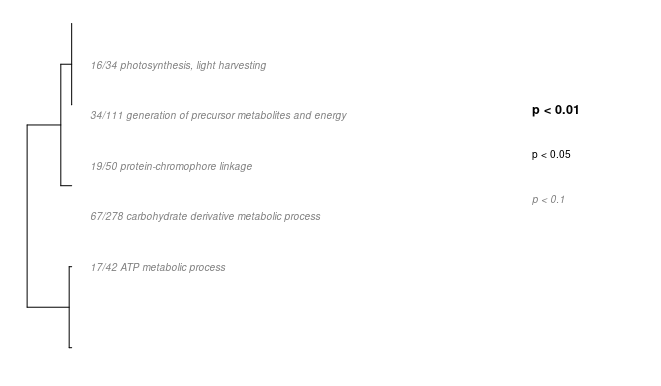 16/34 photosynthesis, light harvesting
34/111 generation of precursor metabolites and energy
19/50 protein-chromophore linkage
67/278 carbohydrate derivative metabolic process
17/42 ATP metabolic process
p < 0.01
p < 0.05
p < 0.1